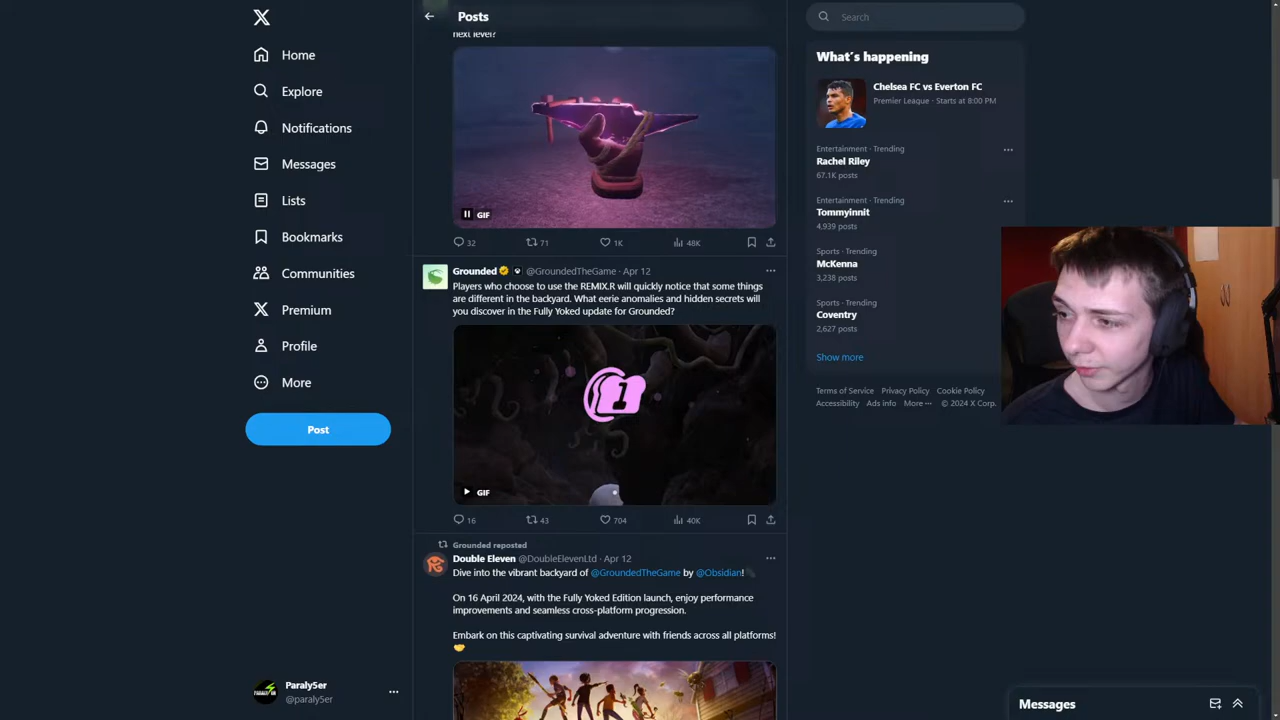 Home
Explore
Notifications
Messages
Lists
Bookmarks
Communities
Premium
Profile
More
Post
Paraly5er
@paraly5er
Posts
next level?
GIF
32
71
1K
48K
Grounded @GroundedTheGame · Apr 12
Players who choose to use the REMIX.R will quickly notice that some things
are different in the backyard. What eerie anomalies and hidden secrets will
you discover in the Fully Yoked update for Grounded?
1
GIF
16
43
704
40K
Grounded reposted
Double Eleven @DoubleElevenLtd · Apr 12
Dive into the vibrant backyard of @GroundedTheGame by @Obsidian!
On 16 April 2024, with the Fully Yoked Edition launch, enjoy performance
improvements and seamless cross-platform progression.
Embark on this captivating survival adventure with friends across all platforms!
Search
What's happening
Chelsea FC vs Everton FC
Premier League · Starts at 8:00 PM
Entertainment · Trending
Rachel Riley
67.1K posts
Entertainment · Trending
Tommyinnit
4,939 posts
Sports · Trending
McKenna
3,238 posts
Sports · Trending
Coventry
2,627 posts
Show more
Terms of Service Privacy Policy Cookie Policy
Accessibility Ads info More ··· © 2024 X Corp.
Messages